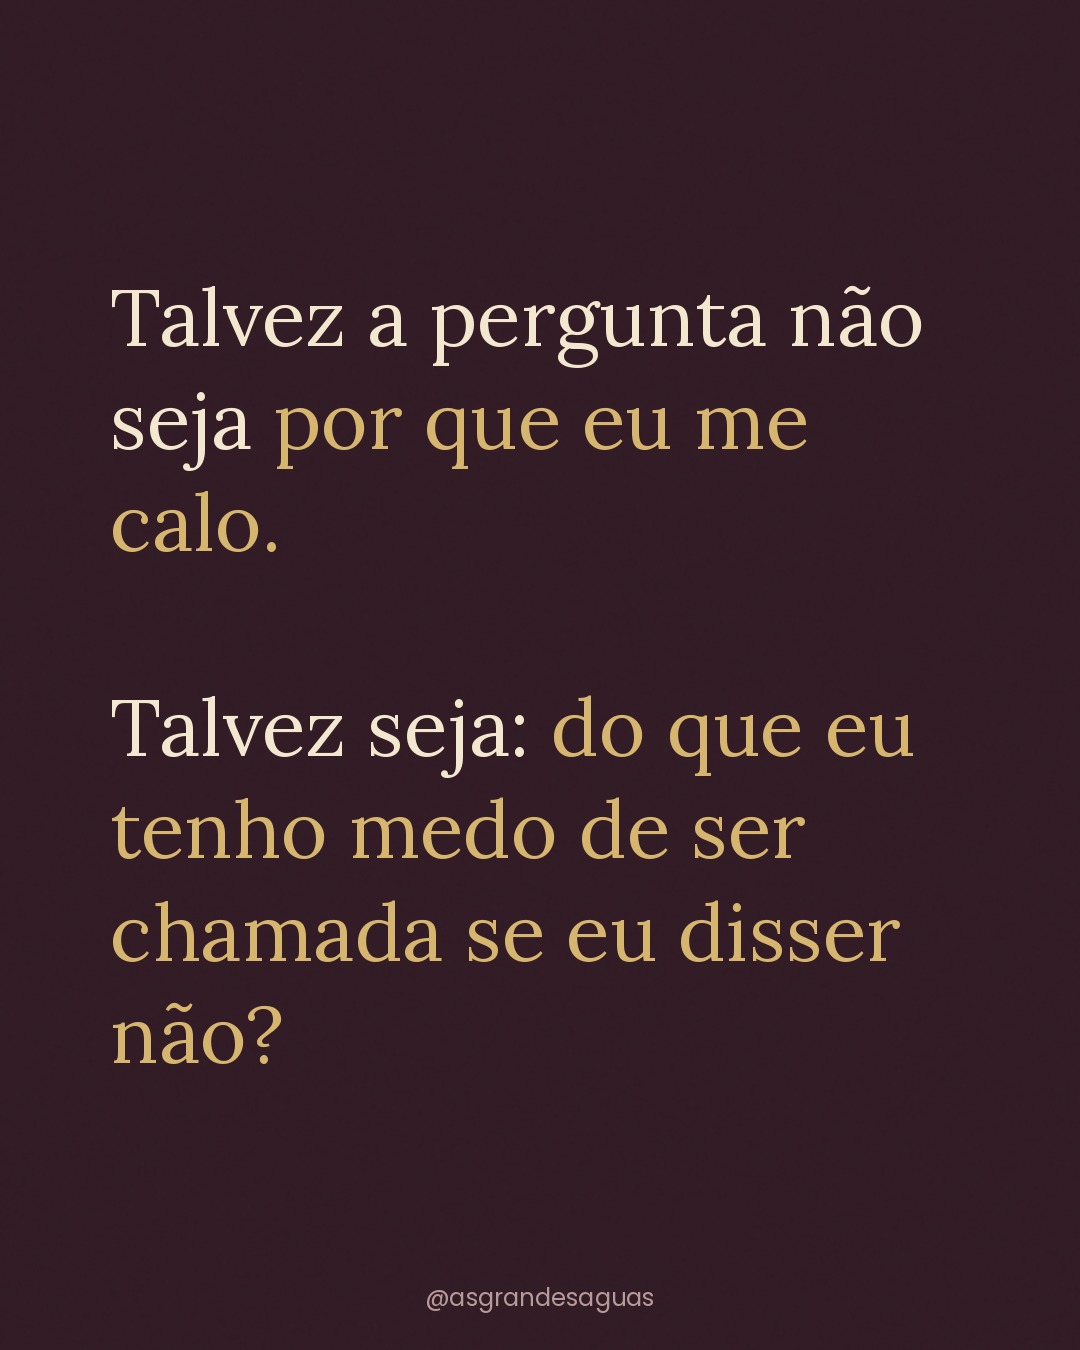 Talvez a pergunta não
seja por que eu me
calo.
Talvez seja: do que eu
tenho medo de ser
chamada se eu disser
não?
@asgrandesaguas